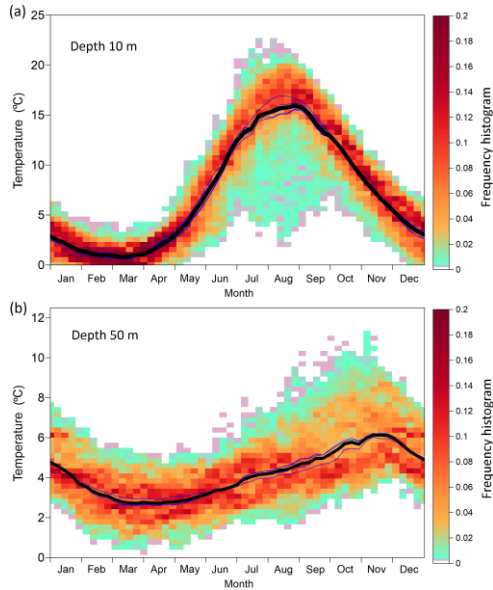 (a)
Depth 10 m
Temperature (ºC)
25
20
15
10
5
0
Jan Feb Mar Apr May Jun Jul Aug Sep Oct Nov Dec
Month
0.2
0.18
0.16
0.14
0.12
0.1
0.08
0.06
0.04
0.02
0
Frequency histogram
(b)
Depth 50 m
Temperature (ºC)
12
10
8
6
4
2
0
Jan Feb Mar Apr May Jun Jul Aug Sep Oct Nov Dec
Month
0.2
0.18
0.16
0.14
0.12
0.1
0.08
0.06
0.04
0.02
0
Frequency histogram